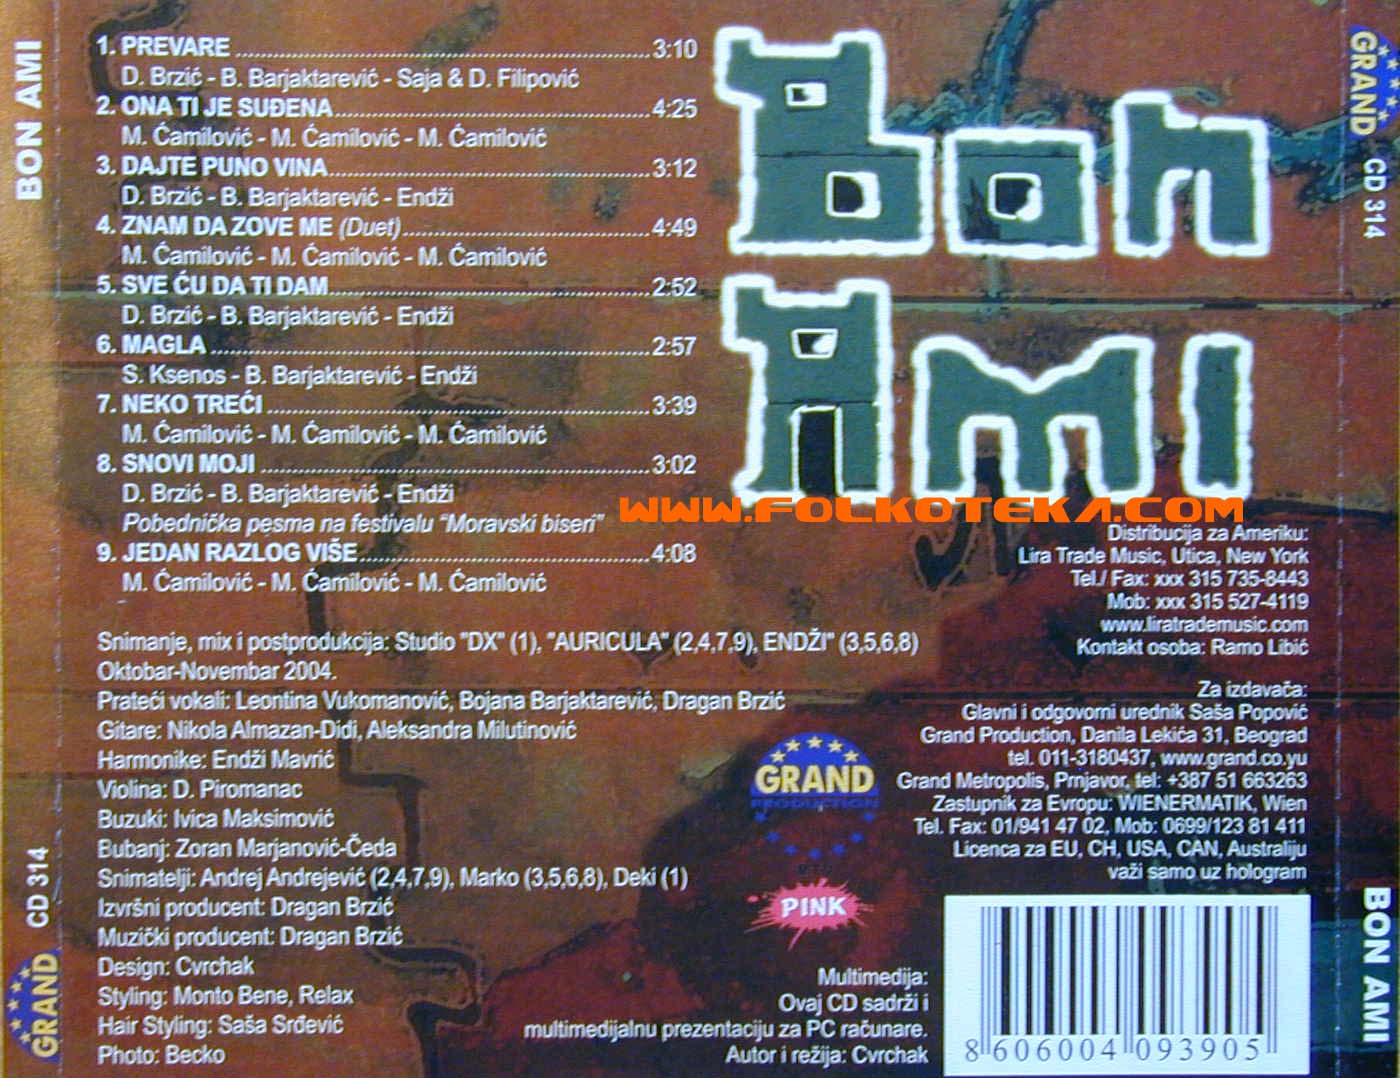 BON AMI
1. PREVARE 3:10
D. Brzić - B. Barjaktarević - Saja & D. Filipović
2. ONA TI JE SUĐENA 4:25
M. Ćamilović - M. Ćamilović - M. Ćamilović
3. DAJTE PUNO VINA 3:12
D. Brzić - B. Barjaktarević - Endži
4. ZNAM DA ZOVE ME (Duet) 4:49
M. Ćamilović - M. Ćamilović - M. Ćamilović
5. SVE ĆU DA TI DAM 2:52
D. Brzić - B. Barjaktarević - Endži
6. MAGLA 2:57
S. Ksenos - B. Barjaktarević - Endži
7. NEKO TREĆI 3:39
M. Ćamilović - M. Ćamilović - M. Ćamilović
8. SNOVI MOJI 3:02
D. Brzić - B. Barjaktarević - Endži
Pobednička pesma na festivalu "Moravski biseri"
9. JEDAN RAZLOG VIŠE 4:08
M. Ćamilović - M. Ćamilović - M. Ćamilović
Bon
Ami
GRAND
CD 314
www.FOLKOTEKA.COM
Snimanje, mix i postprodukcija: Studio "DX" (1), "AURICULA" (2,4,7,9), ENDŽI" (3,5,6,8)
Oktobar-Novembar 2004.
Prateći vokali: Leontina Vukomanović, Bojana Barjaktarević, Dragan Brzić
Gitare: Nikola Almazan-Didi, Aleksandra Milutinović
Harmonike: Endži Mavrić
Violina: D. Piromanac
Buzuki: Ivica Maksimović
Bubanj: Zoran Marjanović-Čeda
Snimatelji: Andrej Andrejević (2,4,7,9), Marko (3,5,6,8), Deki (1)
Izvršni producent: Dragan Brzić
Muzički producent: Dragan Brzić
Design: Cvrchak
Styling: Monto Bene, Relax
Hair Styling: Saša Srđević
Photo: Becko
Distribucija za Ameriku:
Lira Trade Music, Utica, New York
Tel./ Fax: xxx 315 735-8443
Mob: xxx 315 527-4119
www.liratrademusic.com
Kontakt osoba: Ramo Libić
Za izdavača:
Glavni i odgovorni urednik Saša Popović
Grand Production, Danila Lekića 31, Beograd
tel. 011-3180437, www.grand.co.yu
Grand Metropolis, Prnjavor, tel: +387 51 663263
Zastupnik za Evropu: WIENERMATIK, Wien
Tel. Fax: 01/941 47 02, Mob: 0699/123 81 411
Licenca za EU, CH, USA, CAN, Australiju
važi samo uz hologram
GRAND
PRODUCTION
PINK
Multimedija:
Ovaj CD sadrži i
multimedijalnu prezentaciju za PC računare.
Autor i režija: Cvrchak
8 606004 093905
CD 314
GRAND
BON AMI